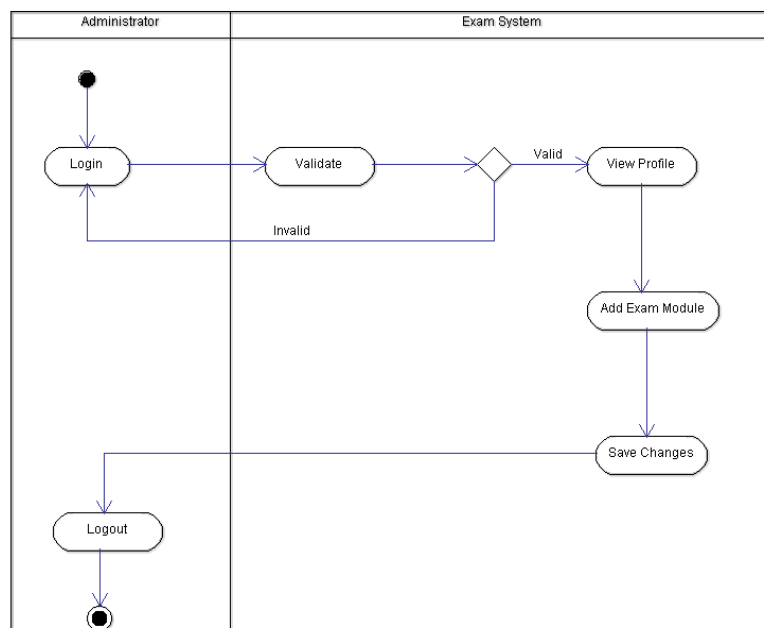 Administrator
Exam System
Login
Validate
Valid
View Profile
Invalid
Add Exam Module
Save Changes
Logout